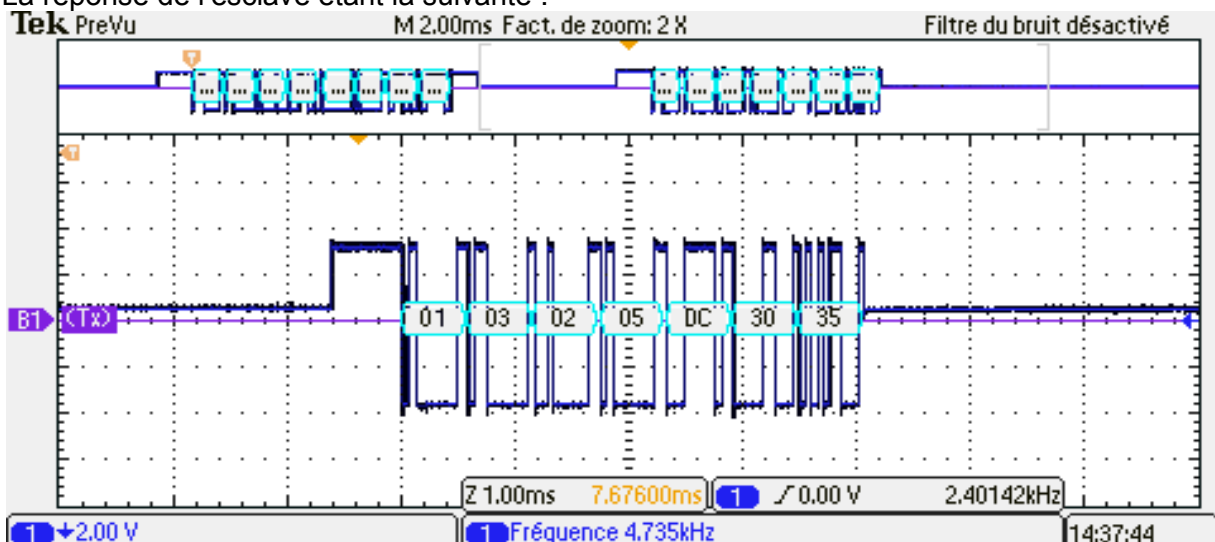 La réponse de l'esclave étant la suivante :
Tek PreVu M 2.00ms Fact. de zoom: 2 X Filtre du bruit désactivé
T
... ... ... ... ... ... ... ... ... ... ... ... ... ... ...
T
B1 (Tx) 01 03 02 05 DC 30 35
Z 1.00ms 7.67600ms 1 0.00 V 2.40142kHz
1 2.00 V 1 Fréquence 4.735kHz 14:37:44